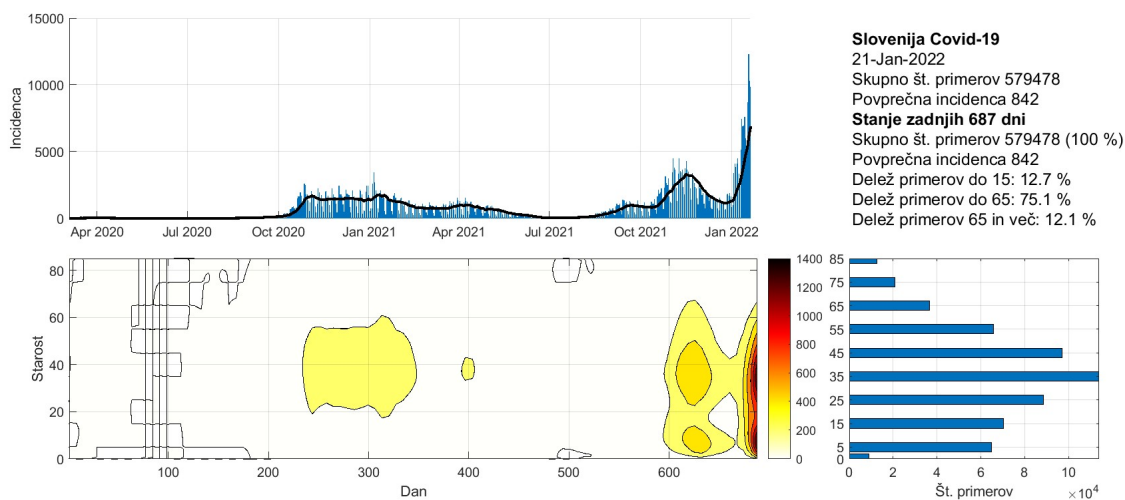 15000
10000
5000
0
Incidenca
Apr 2020 Jul 2020 Oct 2020 Jan 2021 Apr 2021 Jul 2021 Oct 2021 Jan 2022
Slovenija Covid-19
21-Jan-2022
Skupno št. primerov 579478
Povprečna incidenca 842
Stanje zadnjih 687 dni
Skupno št. primerov 579478 (100 %)
Povprečna incidenca 842
Delež primerov do 15: 12.7 %
Delež primerov do 65: 75.1 %
Delež primerov 65 in več: 12.1 %
80
60
40
20
0
Starost
100 200 300 400 500 600
Dan
1400
1200
1000
800
600
400
200
0
85
75
65
55
45
35
25
15
5
0
0 2 4 6 8 10
×10⁴
Št. primerov